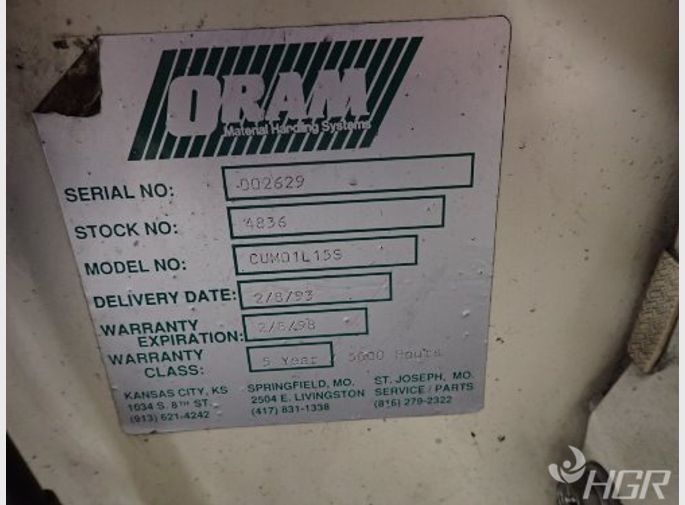 ORAM
Material Handling Systems
SERIAL NO: 002629
STOCK NO: 4836
MODEL NO: CUM01L15S
DELIVERY DATE: 2/8/93
WARRANTY
EXPIRATION: 2/8/98
WARRANTY
CLASS: 5 Year / 5000 Hours
KANSAS CITY, KS
1034 S. 8TH ST.
(913) 621-4242
SPRINGFIELD, MO.
2504 E. LIVINGSTON
(417) 831-1338
ST. JOSEPH, MO.
SERVICE / PARTS
(816) 279-2322
HGR